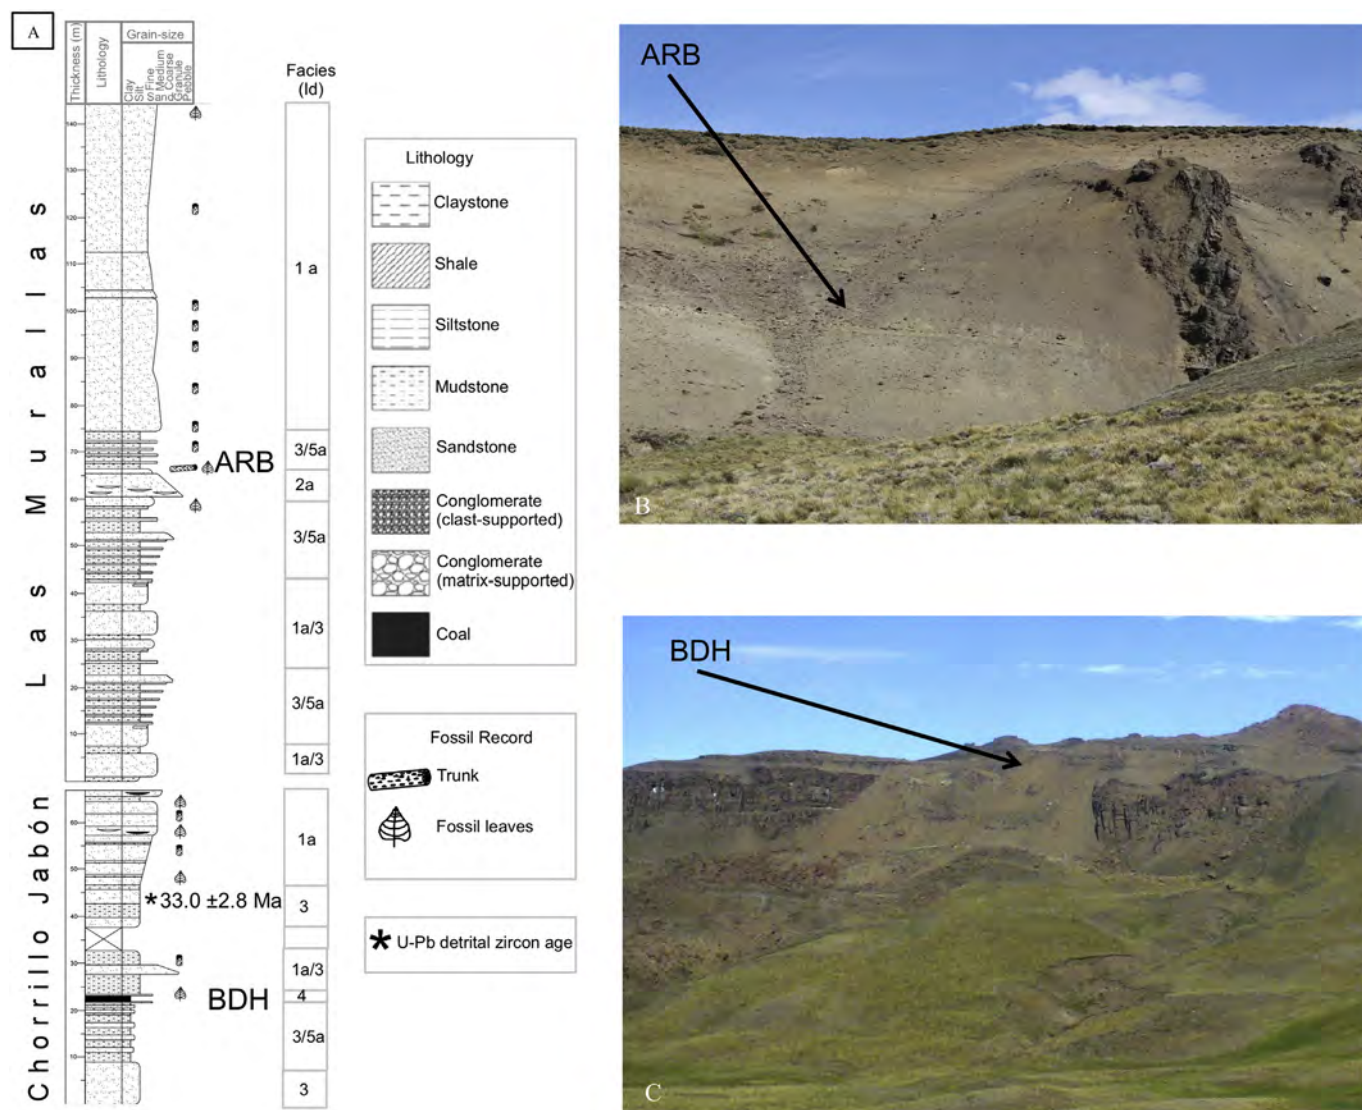 A
Thickness (m)
Lithology
Grain-size
Clay
Silt
S Fine
and Medium
Coarse
Granule
Pebble
Facies
(Id)
Las Murallas
140
130
120
110
100
90
80
70
60
50
40
30
20
10
1 a
3/5a
ARB
2a
3/5a
1a/3
3/5a
1a/3
Chorrillo Jabón
60
50
40
30
20
10
1a
*33.0 ±2.8 Ma
3
1a/3
4
BDH
3/5a
3
Lithology
Claystone
Shale
Siltstone
Mudstone
Sandstone
Conglomerate
(clast-supported)
Conglomerate
(matrix-supported)
Coal
Fossil Record
Trunk
Fossil leaves
* U-Pb detrital zircon age
ARB
B
BDH
C